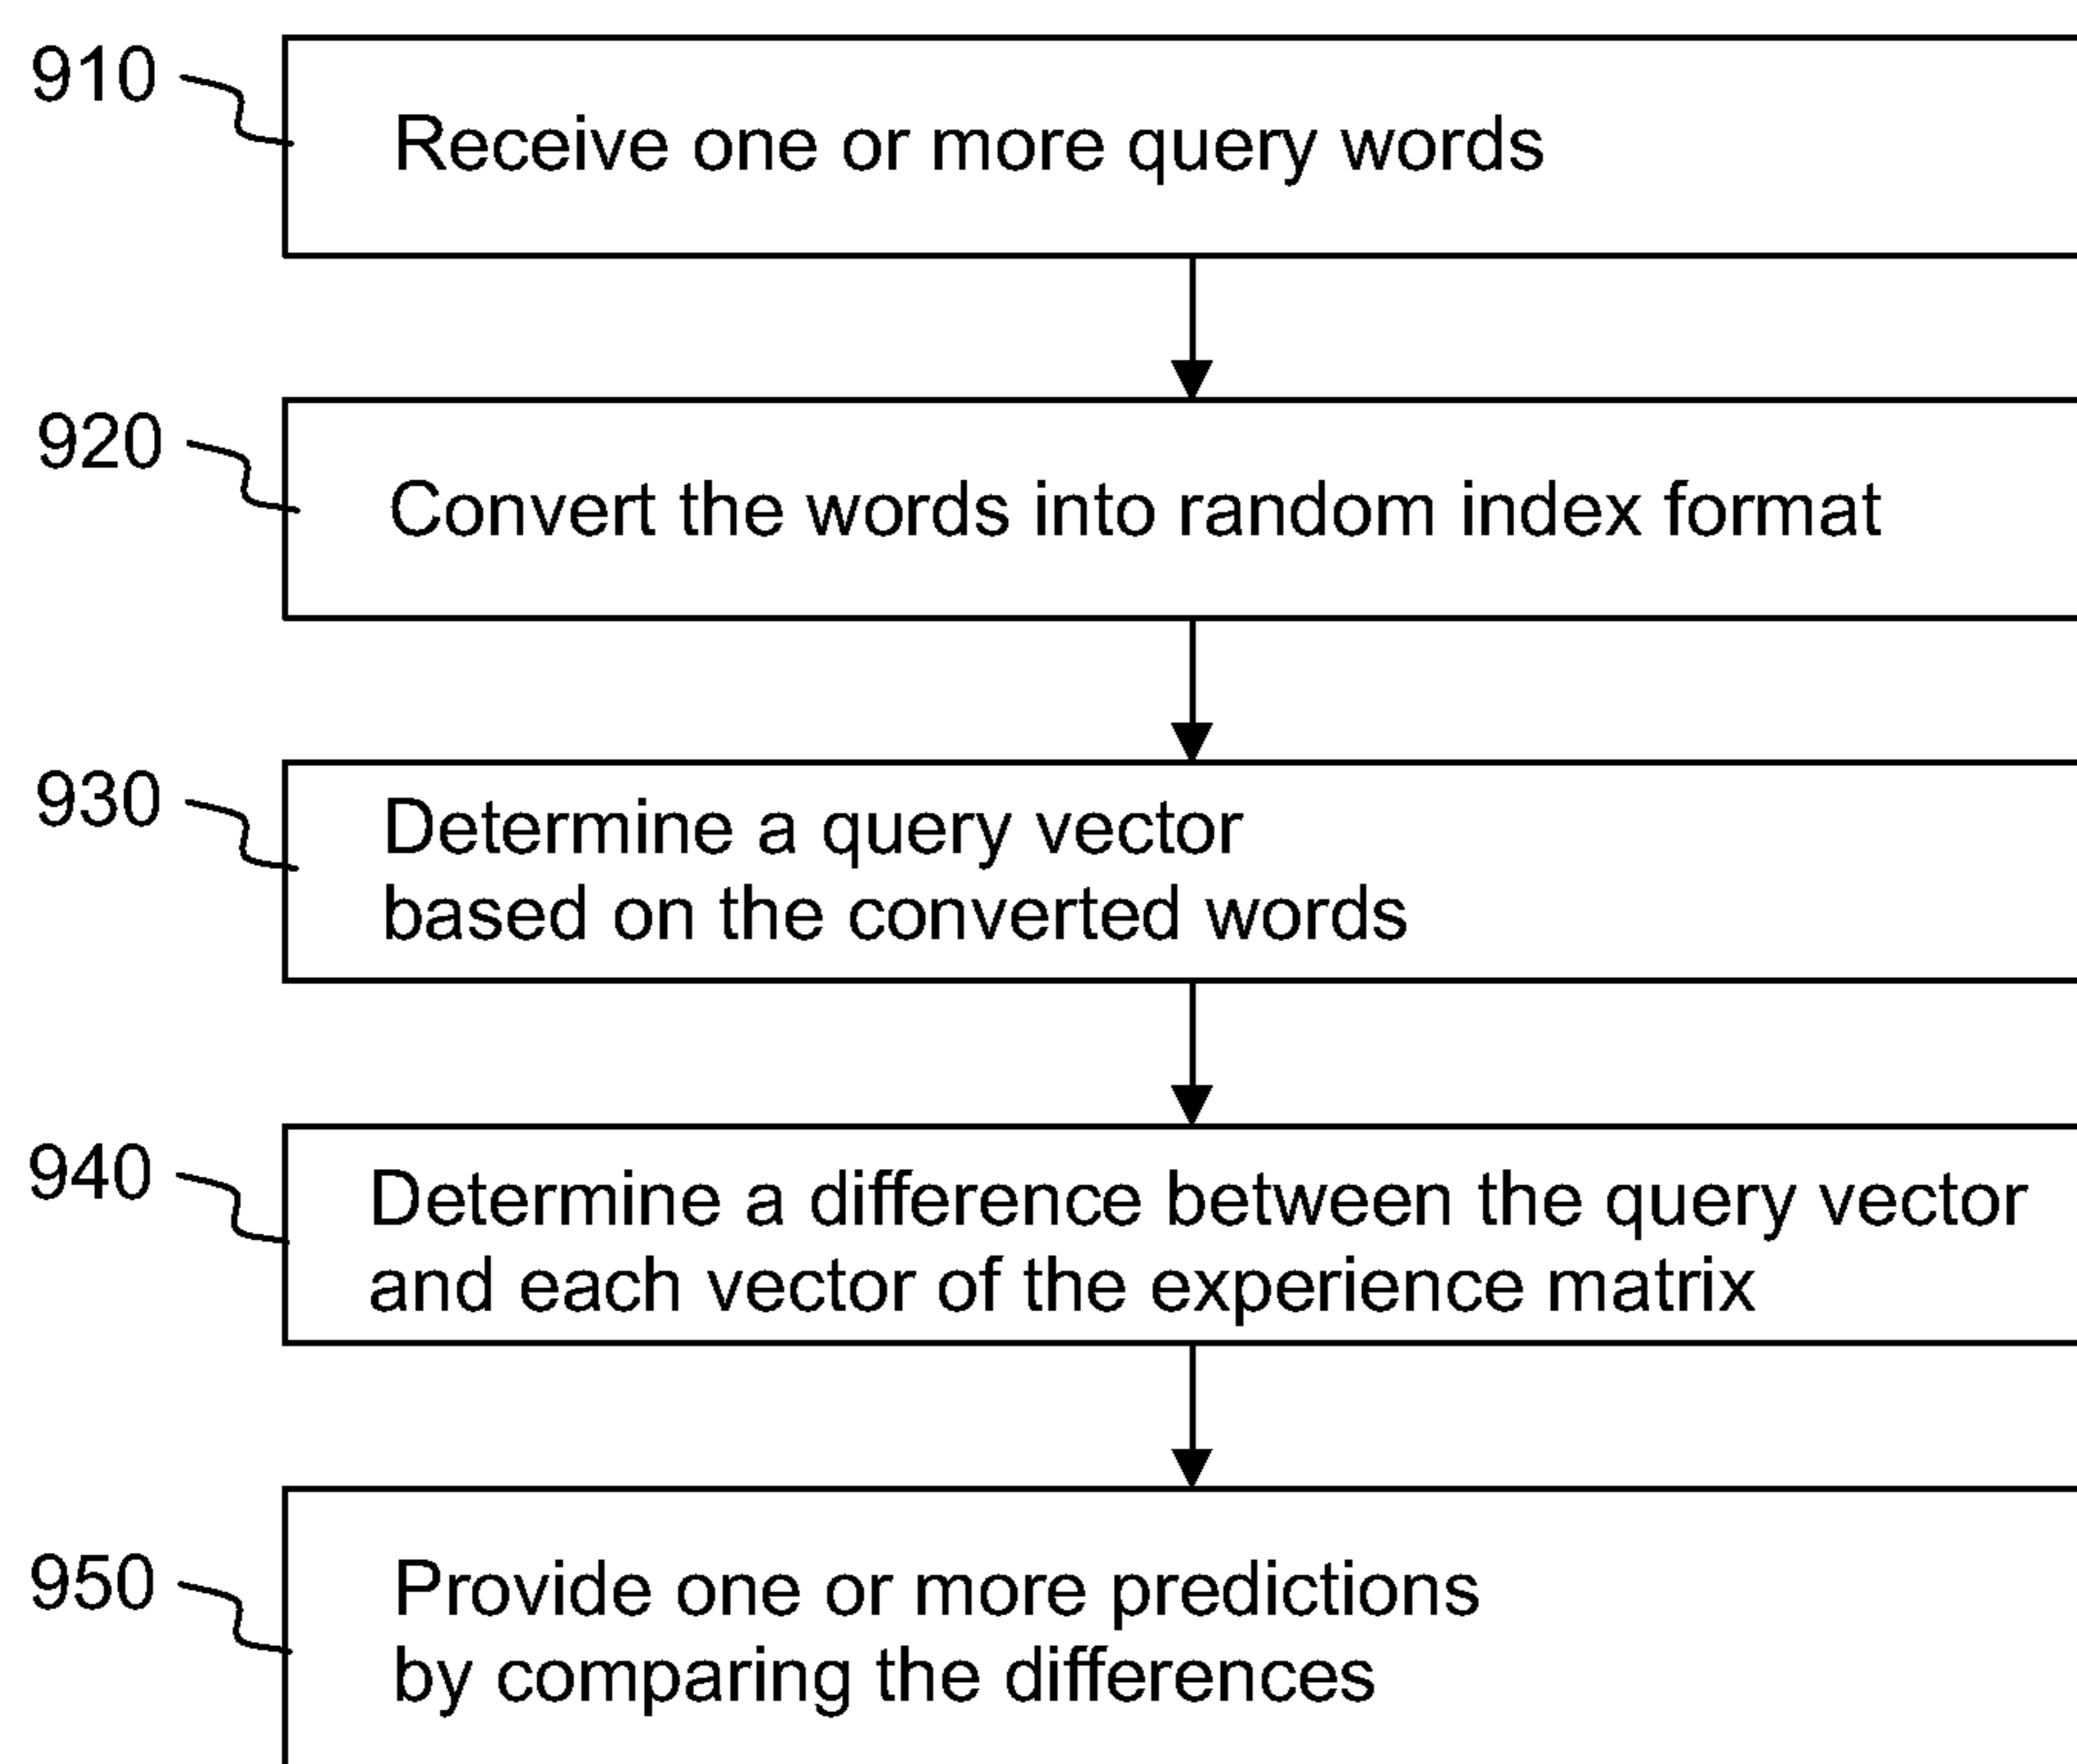 910
Receive one or more query words
920
Convert the words into random index format
930
Determine a query vector
based on the converted words
940
Determine a difference between the query vector
and each vector of the experience matrix
950
Provide one or more predictions
by comparing the differences